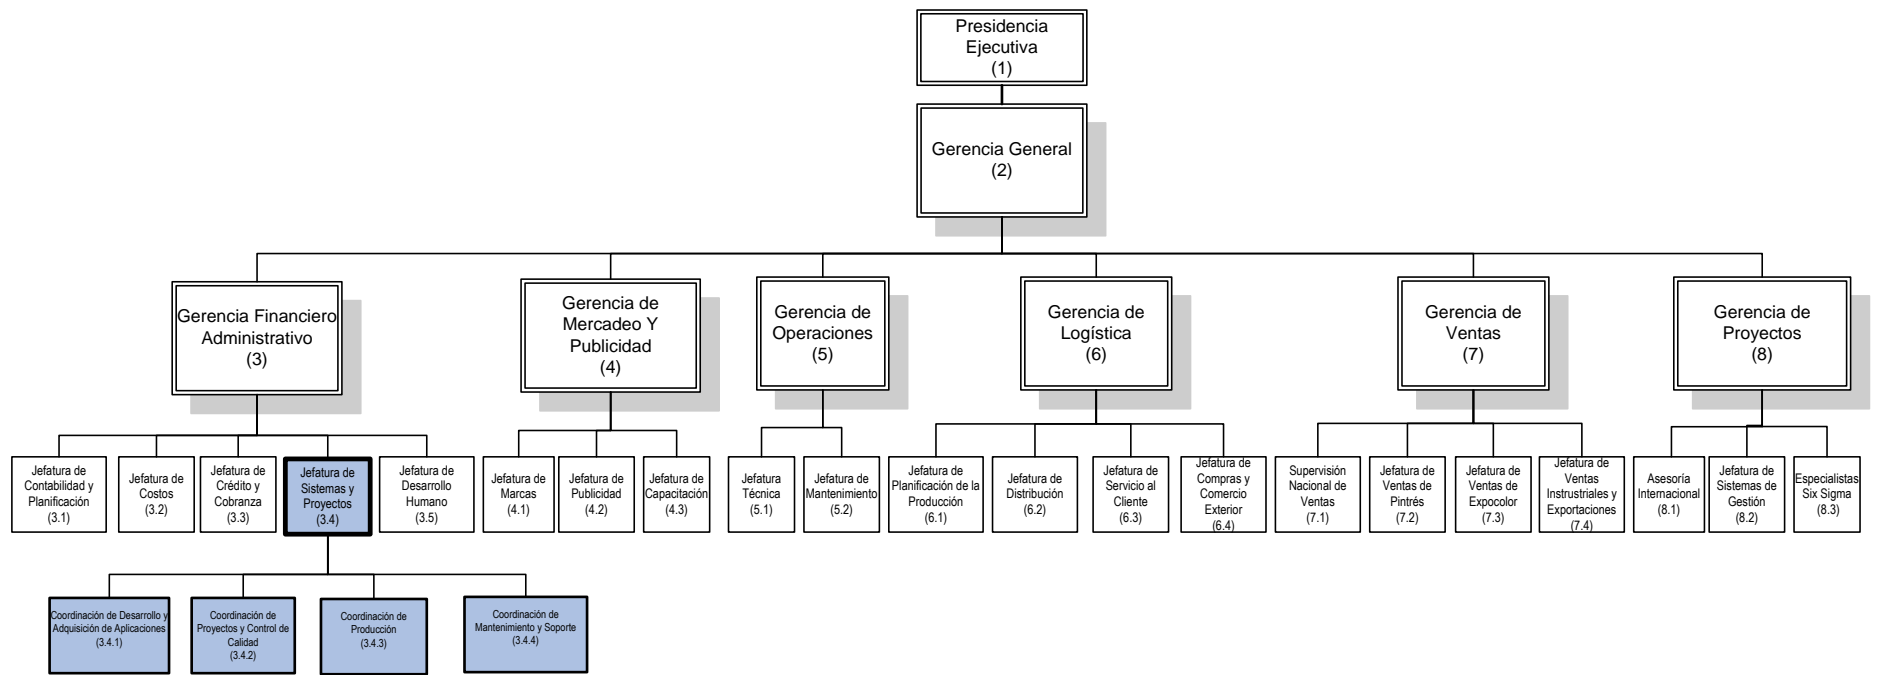 Presidencia
Ejecutiva
(1)
Gerencia General
(2)
Gerencia Financiero
Administrativo
(3)
Gerencia de
Mercadeo Y
Publicidad
(4)
Gerencia de
Operaciones
(5)
Gerencia de
Logística
(6)
Gerencia de
Ventas
(7)
Gerencia de
Proyectos
(8)
Jefatura de
Contabilidad y
Planificación
(3.1)
Jefatura de
Costos
(3.2)
Jefatura de
Crédito y
Cobranza
(3.3)
Jefatura de
Sistemas y
Proyectos
(3.4)
Jefatura de
Desarrollo
Humano
(3.5)
Jefatura de
Marcas
(4.1)
Jefatura de
Publicidad
(4.2)
Jefatura de
Capacitación
(4.3)
Jefatura
Técnica
(5.1)
Jefatura de
Mantenimiento
(5.2)
Jefatura de
Planificación de la
Producción
(6.1)
Jefatura de
Distribución
(6.2)
Jefatura de
Servicio al
Cliente
(6.3)
Jefatura de
Compras y
Comercio
Exterior
(6.4)
Supervisión
Nacional de
Ventas
(7.1)
Jefatura de
Ventas de
Pintrés
(7.2)
Jefatura de
Ventas de
Expocolor
(7.3)
Jefatura de
Ventas
Instrustriales y
Exportaciones
(7.4)
Asesoría
Internacional
(8.1)
Jefatura de
Sistemas de
Gestión
(8.2)
Especialistas
Six Sigma
(8.3)
Coordinación de Desarrollo y
Adquisición de Aplicaciones
(3.4.1)
Coordinación de
Proyectos y Control de
Calidad
(3.4.2)
Coordinación de
Producción
(3.4.3)
Coordinación de
Mantenimiento y Soporte
(3.4.4)